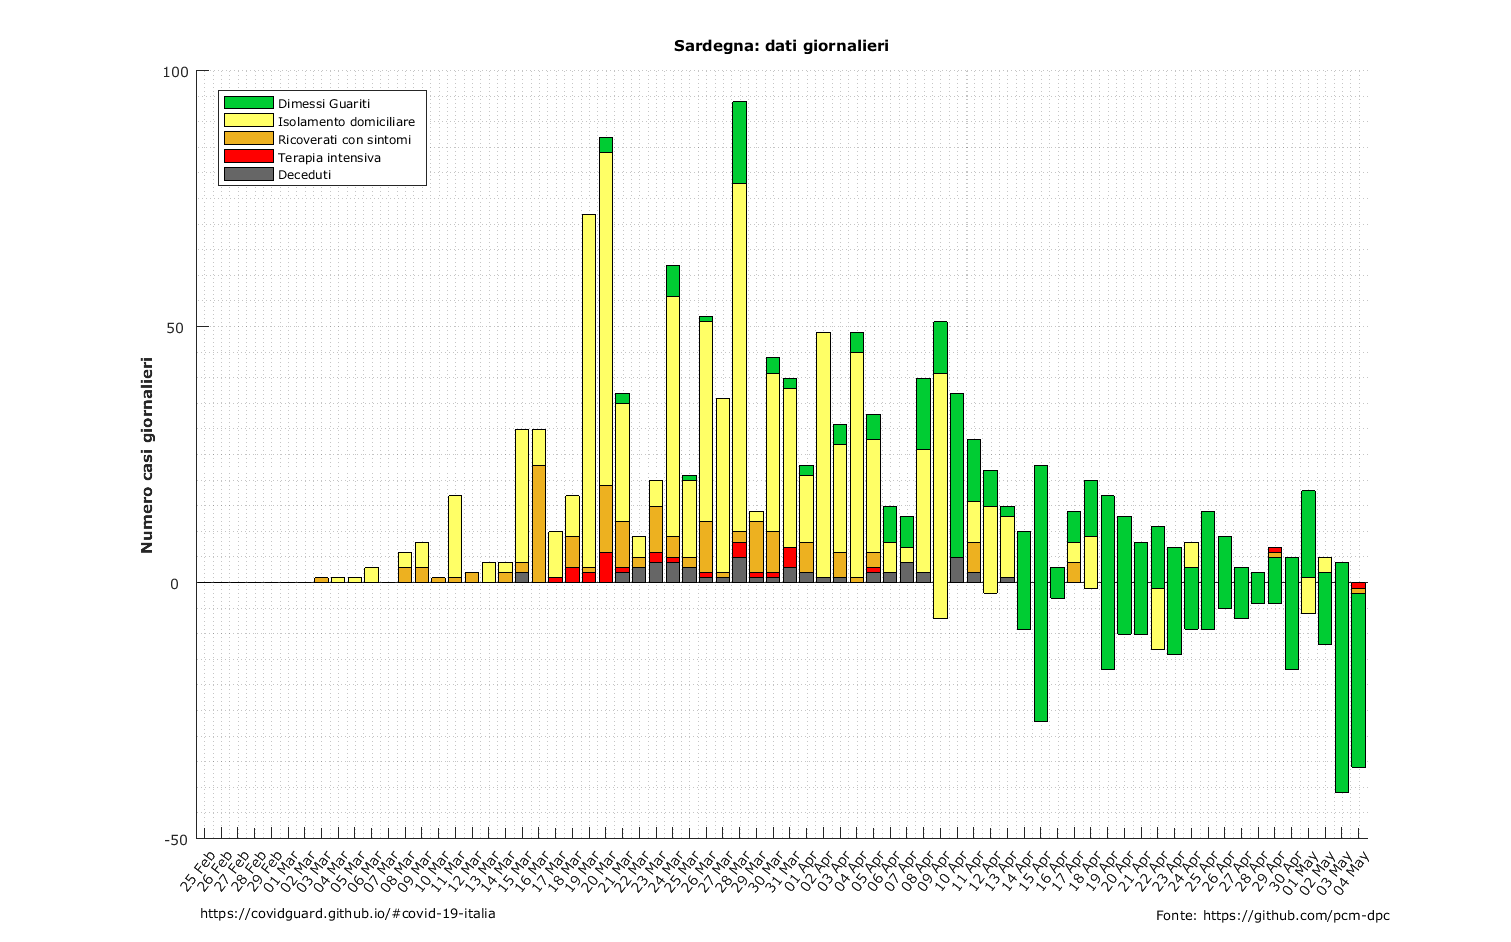 Sardegna: dati giornalieri
100
50
0
-50
Numero casi giornalieri
Dimessi Guariti
Isolamento domiciliare
Ricoverati con sintomi
Terapia intensiva
Deceduti
25 Feb
26 Feb
27 Feb
28 Feb
29 Feb
01 Mar
02 Mar
03 Mar
04 Mar
05 Mar
06 Mar
07 Mar
08 Mar
09 Mar
10 Mar
11 Mar
12 Mar
13 Mar
14 Mar
15 Mar
16 Mar
17 Mar
18 Mar
19 Mar
20 Mar
21 Mar
22 Mar
23 Mar
24 Mar
25 Mar
26 Mar
27 Mar
28 Mar
29 Mar
30 Mar
31 Mar
01 Apr
02 Apr
03 Apr
04 Apr
05 Apr
06 Apr
07 Apr
08 Apr
09 Apr
10 Apr
11 Apr
12 Apr
13 Apr
14 Apr
15 Apr
16 Apr
17 Apr
18 Apr
19 Apr
20 Apr
21 Apr
22 Apr
23 Apr
24 Apr
25 Apr
26 Apr
27 Apr
28 Apr
29 Apr
30 Apr
01 May
02 May
03 May
04 May
https://covidguard.github.io/#covid-19-italia
Fonte: https://github.com/pcm-dpc